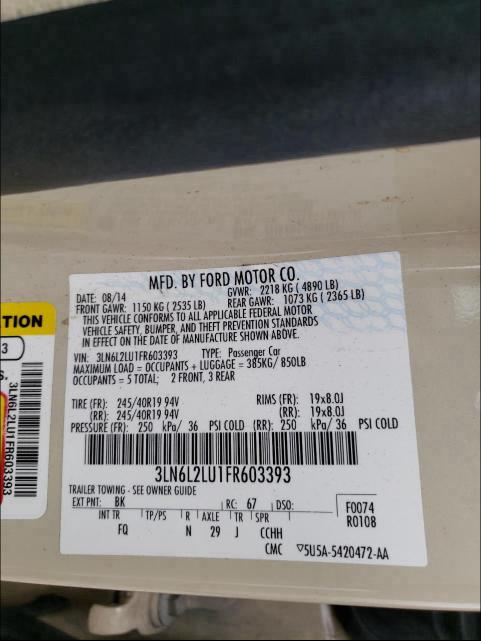 MFD. BY FORD MOTOR CO.
DATE: 08/14 GVWR: 2218 KG ( 4890 LB)
FRONT GAWR: 1150 KG ( 2535 LB) REAR GAWR: 1073 KG ( 2365 LB)
THIS VEHICLE CONFORMS TO ALL APPLICABLE FEDERAL MOTOR
VEHICLE SAFETY, BUMPER, AND THEFT PREVENTION STANDARDS
IN EFFECT ON THE DATE OF MANUFACTURE SHOWN ABOVE.
VIN: 3LN6L2LU1FR603393 TYPE: Passenger Car
MAXIMUM LOAD = OCCUPANTS + LUGGAGE = 385KG/ 850LB
OCCUPANTS = 5 TOTAL; 2 FRONT, 3 REAR
TIRE (FR): 245/40R19 94V RIMS (FR): 19x8.0J
(RR): 245/40R19 94V (RR): 19x8.0J
PRESSURE (FR): 250 kPa/ 36 PSI COLD (RR): 250 kPa/ 36 PSI COLD
3LN6L2LU1FR603393
TRAILER TOWING - SEE OWNER GUIDE
EXT PNT: BK RC: 67 DSO:
INT TR TP/PS R AXLE TR SPR
FQ N 29 J CCHH
F0074
R0108
CMC ▽5U5A-5420472-AA
TION
3
S.
3LN6L2LU1FR603393